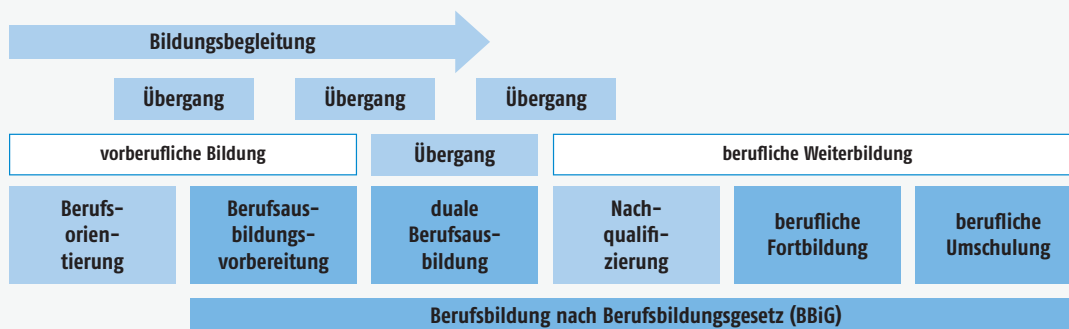 Bildungsbegleitung
Übergang
Übergang
Übergang
vorberufliche Bildung
Übergang
berufliche Weiterbildung
Berufs-
orien-
tierung
Berufsaus-
bildungs-
vorbereitung
duale
Berufsaus-
bildung
Nach-
qualifi-
zierung
berufliche
Fortbildung
berufliche
Umschulung
Berufsbildung nach Berufsbildungsgesetz (BBiG)